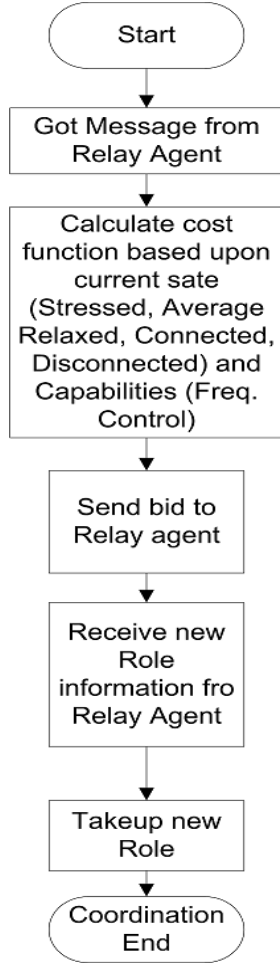 Start
Got Message from
Relay Agent
Calculate cost
function based upon
current sate
(Stressed, Average
Relaxed, Connected,
Disconnected) and
Capabilities (Freq.
Control)
Send bid to
Relay agent
Receive new
Role
information fro
Relay Agent
Takeup new
Role
Coordination
End